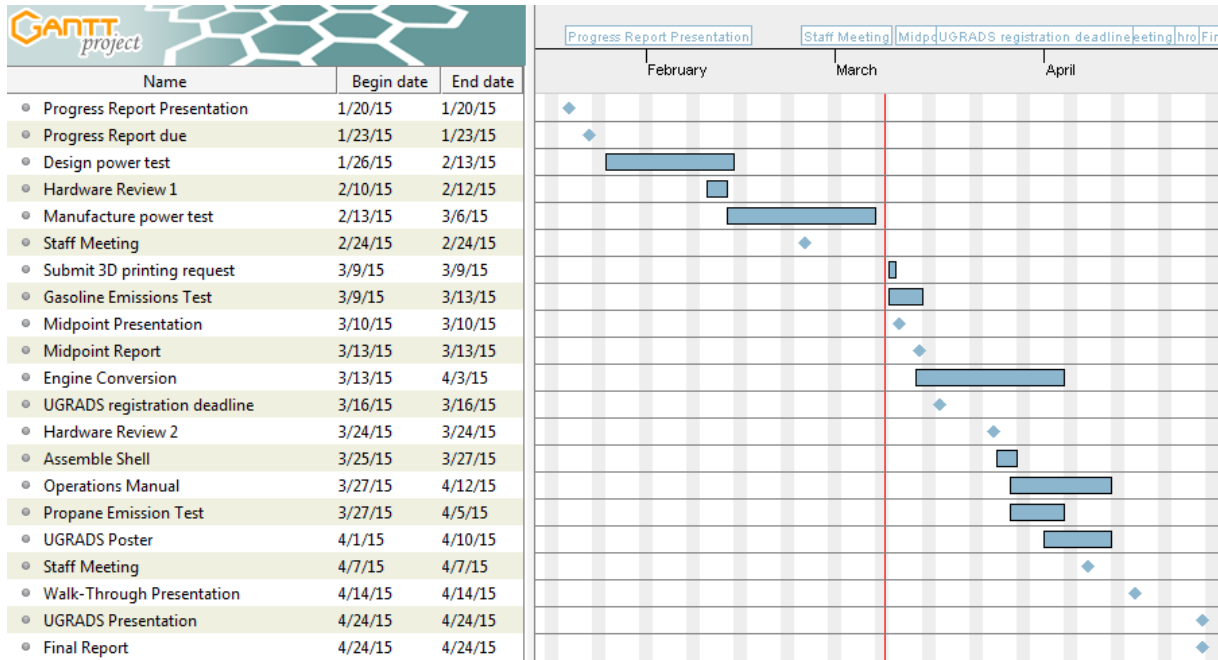 GANTT
project
Progress Report Presentation Staff Meeting UGRADS registration deadline eeting hro Fin
February March April
Name Begin date End date
Progress Report Presentation 1/20/15 1/20/15
Progress Report due 1/23/15 1/23/15
Design power test 1/26/15 2/13/15
Hardware Review 1 2/10/15 2/12/15
Manufacture power test 2/13/15 3/6/15
Staff Meeting 2/24/15 2/24/15
Submit 3D printing request 3/9/15 3/9/15
Gasoline Emissions Test 3/9/15 3/13/15
Midpoint Presentation 3/10/15 3/10/15
Midpoint Report 3/13/15 3/13/15
Engine Conversion 3/13/15 4/3/15
UGRADS registration deadline 3/16/15 3/16/15
Hardware Review 2 3/24/15 3/24/15
Assemble Shell 3/25/15 3/27/15
Operations Manual 3/27/15 4/12/15
Propane Emission Test 3/27/15 4/5/15
UGRADS Poster 4/1/15 4/10/15
Staff Meeting 4/7/15 4/7/15
Walk-Through Presentation 4/14/15 4/14/15
UGRADS Presentation 4/24/15 4/24/15
Final Report 4/24/15 4/24/15